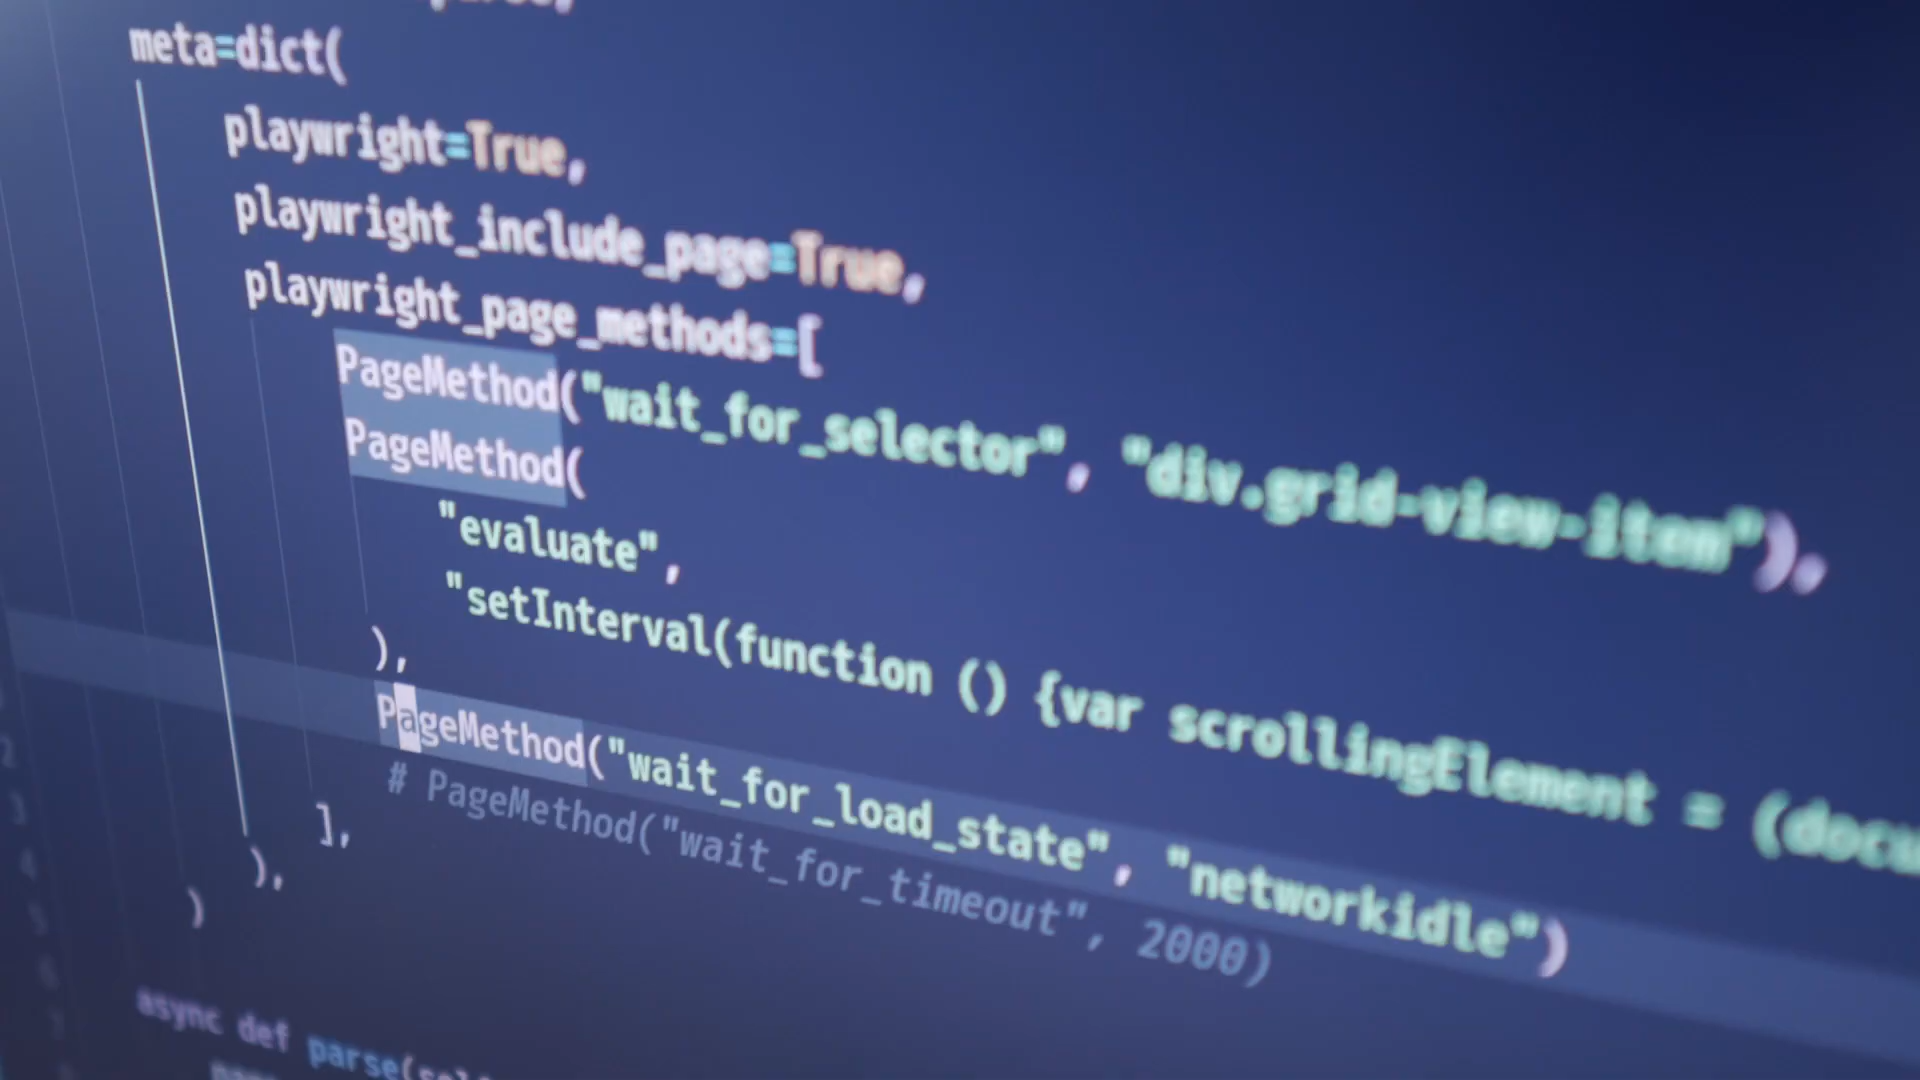 meta=dict(
playwright=True,
playwright_include_page=True,
playwright_page_methods=[
PageMethod("wait_for_selector", "div.grid-view-item"),
PageMethod(
"evaluate",
"setInterval(function () {var scrollingElement = (docu
),
PageMethod("wait_for_load_state", "networkidle")
# PageMethod("wait_for_timeout", 2000)
],
),
)
async def parse(self